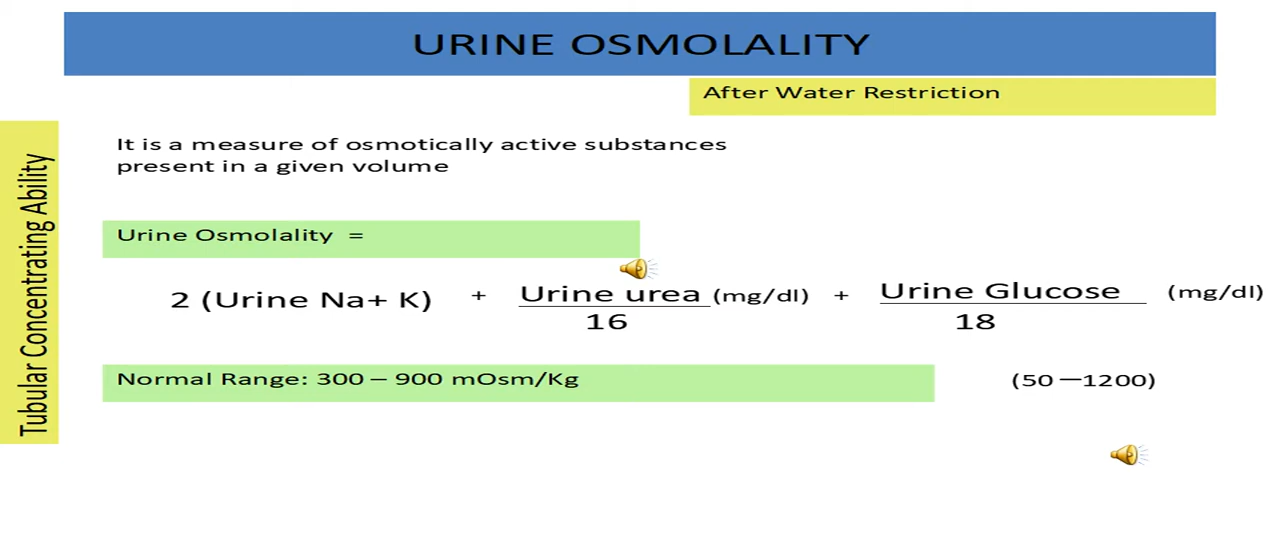 URINE OSMOLALITY
After Water Restriction
Tubular Concentrating Ability
It is a measure of osmotically active substances
present in a given volume
Urine Osmolality =
2 (Urine Na+ K) + Urine urea (mg/dl) + Urine Glucose (mg/dl)
16 18
Normal Range: 300 – 900 mOsm/Kg (50 —1200)